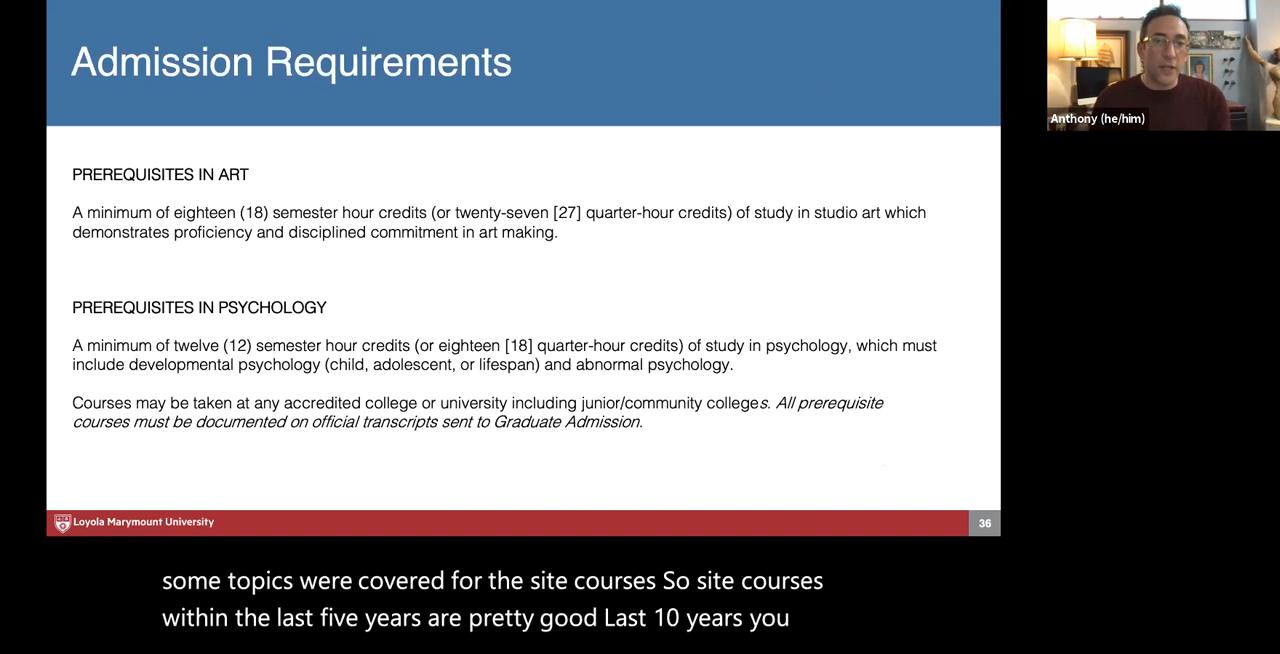 Admission Requirements
Anthony (he/him)
PREREQUISITES IN ART
A minimum of eighteen (18) semester hour credits (or twenty-seven [27] quarter-hour credits) of study in studio art which
demonstrates proficiency and disciplined commitment in art making.
PREREQUISITES IN PSYCHOLOGY
A minimum of twelve (12) semester hour credits (or eighteen [18] quarter-hour credits) of study in psychology, which must
include developmental psychology (child, adolescent, or lifespan) and abnormal psychology.
Courses may be taken at any accredited college or university including junior/community colleges. All prerequisite
courses must be documented on official transcripts sent to Graduate Admission.
Loyola Marymount University
36
some topics were covered for the site courses So site courses
within the last five years are pretty good Last 10 years you